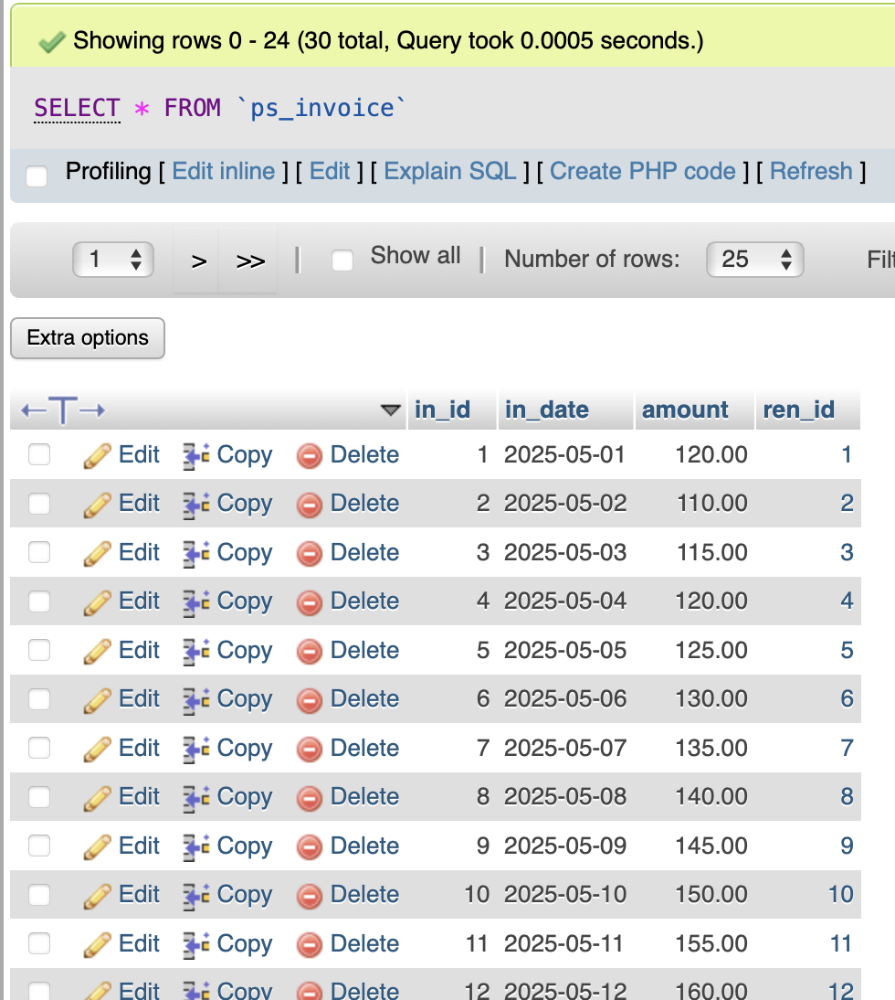 Showing rows 0 - 24 (30 total, Query took 0.0005 seconds.)
SELECT * FROM `ps_invoice`
Profiling [ Edit inline ] [ Edit ] [ Explain SQL ] [ Create PHP code ] [ Refresh ]
1 > >> | Show all | Number of rows: 25 Filt
Extra options
←T→ in_id in_date amount ren_id
Edit Copy Delete 1 2025-05-01 120.00 1
Edit Copy Delete 2 2025-05-02 110.00 2
Edit Copy Delete 3 2025-05-03 115.00 3
Edit Copy Delete 4 2025-05-04 120.00 4
Edit Copy Delete 5 2025-05-05 125.00 5
Edit Copy Delete 6 2025-05-06 130.00 6
Edit Copy Delete 7 2025-05-07 135.00 7
Edit Copy Delete 8 2025-05-08 140.00 8
Edit Copy Delete 9 2025-05-09 145.00 9
Edit Copy Delete 10 2025-05-10 150.00 10
Edit Copy Delete 11 2025-05-11 155.00 11
Edit Copy Delete 12 2025-05-12 160.00 12